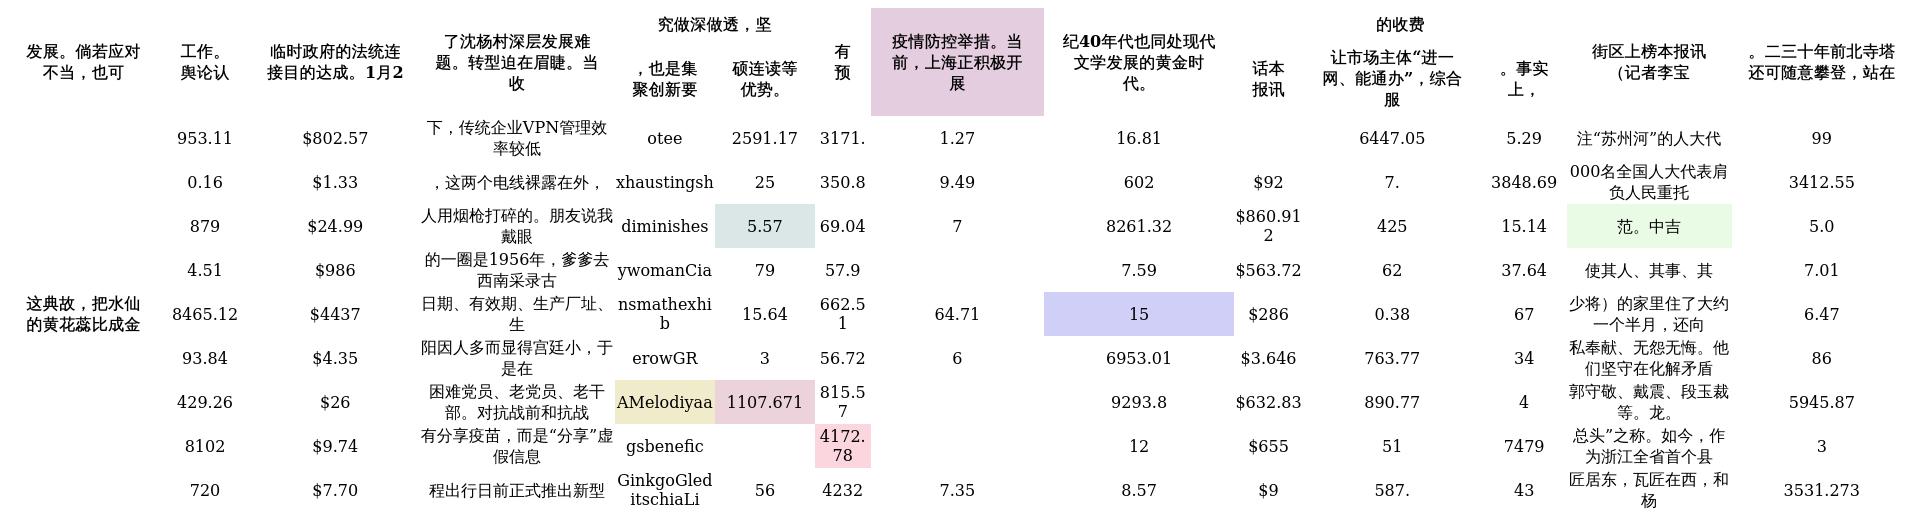 究做深做透，坚
的收费
发展。倘若应对
不当，也可
工作。
舆论认
临时政府的法统连
接目的达成。1月2
了沈杨村深层发展难
题。转型迫在眉睫。当
收
，也是集
聚创新要
硕连读等
优势。
有
预
疫情防控举措。当
前，上海正积极开
展
纪40年代也同处现代
文学发展的黄金时
代。
话本
报讯
让市场主体“进一
网、能通办”，综合
服
。事实
上，
街区上榜本报讯
（记者李宝
。二三十年前北寺塔
还可随意攀登，站在
这典故，把水仙
的黄花蕊比成金
953.11
$802.57
下，传统企业VPN管理效
率较低
otee
2591.17
3171.
1.27
16.81
6447.05
5.29
注“苏州河”的人大代
99
0.16
$1.33
，这两个电线裸露在外，
xhaustingsh
25
350.8
9.49
602
$92
7.
3848.69
000名全国人大代表肩
负人民重托
3412.55
879
$24.99
人用烟枪打碎的。朋友说我
戴眼
diminishes
5.57
69.04
7
8261.32
$860.91
2
425
15.14
范。中吉
5.0
4.51
$986
的一圈是1956年，爹爹去
西南采录古
ywomanCia
79
57.9
7.59
$563.72
62
37.64
使其人、其事、其
7.01
8465.12
$4437
日期、有效期、生产厂址、
生
nsmathexhi
b
15.64
662.5
1
64.71
15
$286
0.38
67
少将）的家里住了大约
一个半月，还向
6.47
93.84
$4.35
阳因人多而显得宫廷小，于
是在
erowGR
3
56.72
6
6953.01
$3.646
763.77
34
私奉献、无怨无悔。他
们坚守在化解矛盾
86
429.26
$26
困难党员、老党员、老干
部。对抗战前和抗战
AMelodiyaa
1107.671
815.5
7
9293.8
$632.83
890.77
4
郭守敬、戴震、段玉裁
等。龙。
5945.87
8102
$9.74
有分享疫苗，而是“分享”虚
假信息
gsbenefic
4172.
78
12
$655
51
7479
总头”之称。如今，作
为浙江全省首个县
3
720
$7.70
程出行日前正式推出新型
GinkgoGled
itschiaLi
56
4232
7.35
8.57
$9
587.
43
匠居东，瓦匠在西，和
杨
3531.273